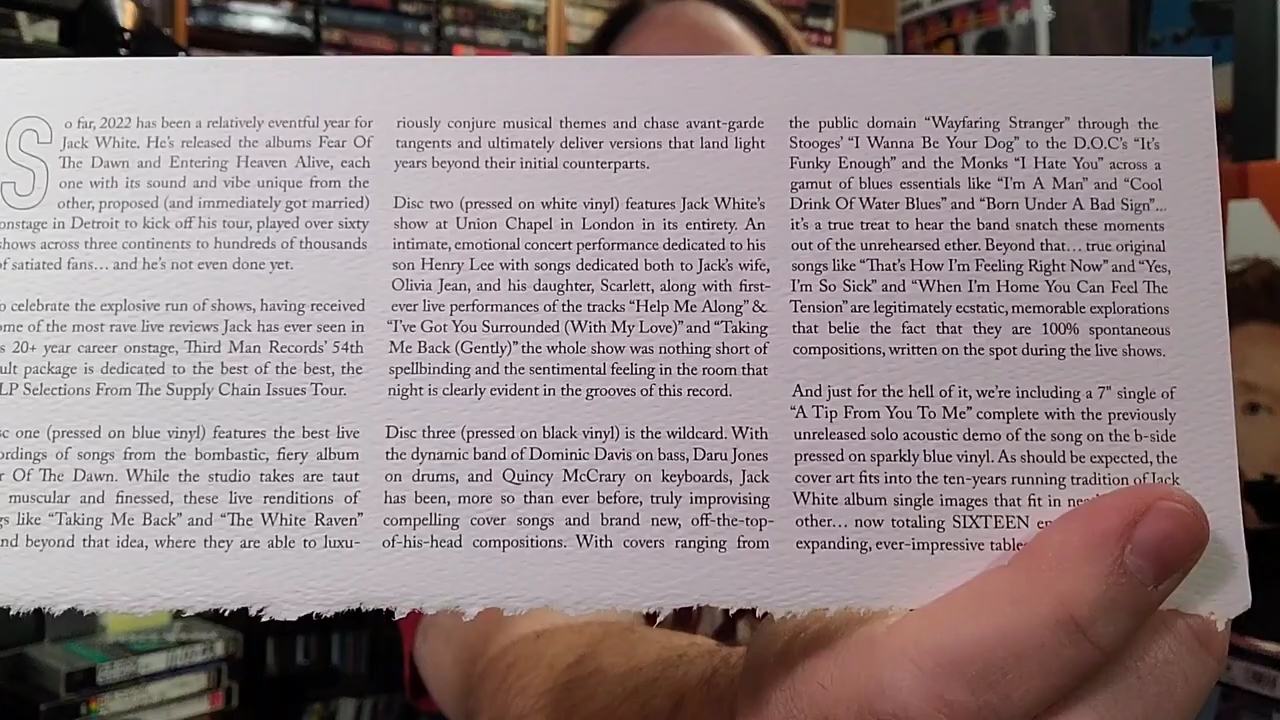 So far, 2022 has been a relatively eventful year for
Jack White. He's released the albums Fear Of
The Dawn and Entering Heaven Alive, each
one with its sound and vibe unique from the
other, proposed (and immediately got married)
onstage in Detroit to kick off his tour, played over sixty
shows across three continents to hundreds of thousands
of satiated fans... and he's not even done yet.
celebrate the explosive run of shows, having received
some of the most rave live reviews Jack has ever seen in
20+ year career onstage, Third Man Records' 54th
package is dedicated to the best of the best, the
LP Selections From The Supply Chain Issues Tour.
one (pressed on blue vinyl) features the best live
of songs from the bombastic, fiery album
Of The Dawn. While the studio takes are taut
muscular and finessed, these live renditions of
like "Taking Me Back" and "The White Raven"
beyond that idea, where they are able to luxu-
riously conjure musical themes and chase avant-garde
tangents and ultimately deliver versions that land light
years beyond their initial counterparts.
Disc two (pressed on white vinyl) features Jack White's
show at Union Chapel in London in its entirety. An
intimate, emotional concert performance dedicated to his
son Henry Lee with songs dedicated both to Jack's wife,
Olivia Jean, and his daughter, Scarlett, along with first-
ever live performances of the tracks "Help Me Along" &
"I've Got You Surrounded (With My Love)" and "Taking
Me Back (Gently)" the whole show was nothing short of
spellbinding and the sentimental feeling in the room that
night is clearly evident in the grooves of this record.
Disc three (pressed on black vinyl) is the wildcard. With
the dynamic band of Dominic Davis on bass, Daru Jones
on drums, and Quincy McCrary on keyboards, Jack
has been, more so than ever before, truly improvising
compelling cover songs and brand new, off-the-top-
of-his-head compositions. With covers ranging from
the public domain "Wayfaring Stranger" through the
Stooges' "I Wanna Be Your Dog" to the D.O.C's "It's
Funky Enough" and the Monks "I Hate You" across a
gamut of blues essentials like "I'm A Man" and "Cool
Drink Of Water Blues" and "Born Under A Bad Sign"...
it's a true treat to hear the band snatch these moments
out of the unrehearsed ether. Beyond that... true original
songs like "That's How I'm Feeling Right Now" and "Yes,
I'm So Sick" and "When I'm Home You Can Feel The
Tension" are legitimately ecstatic, memorable explorations
that belie the fact that they are 100% spontaneous
compositions, written on the spot during the live shows.
And just for the hell of it, we're including a 7" single of
"A Tip From You To Me" complete with the previously
unreleased solo acoustic demo of the song on the b-side
pressed on sparkly blue vinyl. As should be expected, the
cover art fits into the ten-years running tradition of Jack
White album single images that fit in
other... now totaling SIXTEEN
expanding, ever-impressive